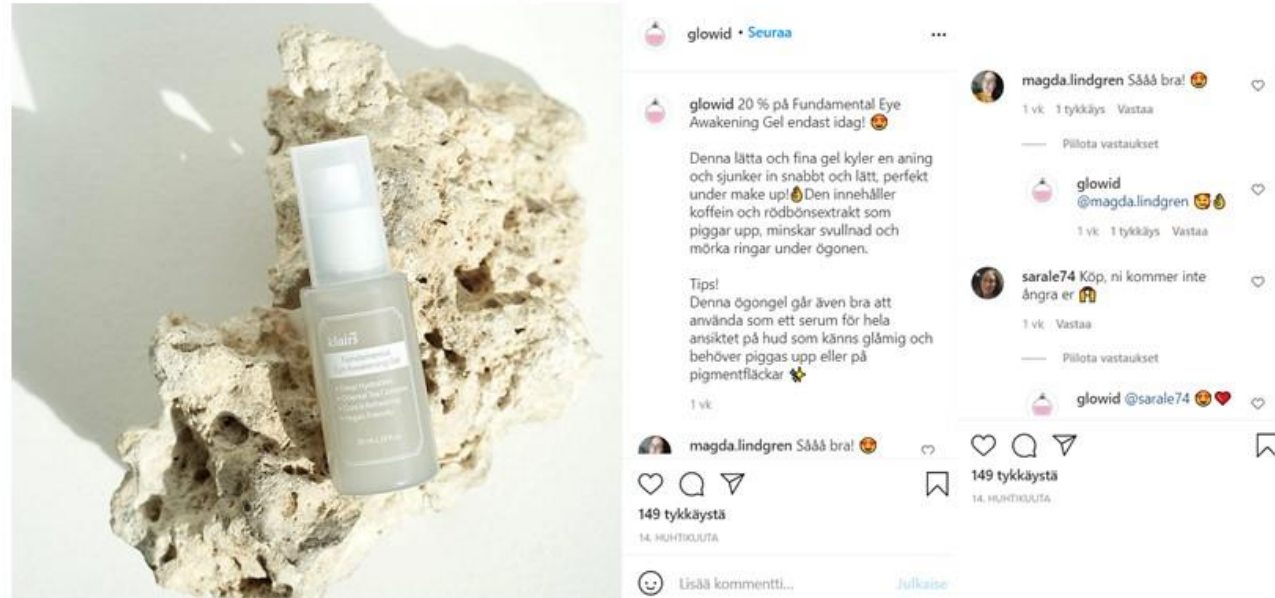 klairs
Fundamental
Eye Awakening Gel
glowid • Seuraa
glowid 20 % på Fundamental Eye
Awakening Gel endast idag! 😍
Denna lätta och fina gel kyler en aning
och sjunker in snabbt och lätt, perfekt
under make up!👌Den innehåller
koffein och rödbönsextrakt som
piggar upp, minskar svullnad och
mörka ringar under ögonen.
Tips!
Denna ögongel går även bra att
använda som ett serum för hela
ansiktet på hud som känns glåmig och
behöver piggas upp eller på
pigmentfläckar ✨
1 vk
magda.lindgren Sååå bra! 😍
149 tykkäystä
14. HUHTIKUUTA
Lisää kommentti...
Julkaise
magda.lindgren Sååå bra! 😍
1 vk 1 tykkäys Vastaa
Piilota vastaukset
glowid
@magda.lindgren 🥰👌
1 vk 1 tykkäys Vastaa
sarale74 Köp, ni kommer inte
ångra er 🙌
1 vk Vastaa
Piilota vastaukset
glowid @sarale74 😍❤️
149 tykkäystä
14. HUHTIKUUTA